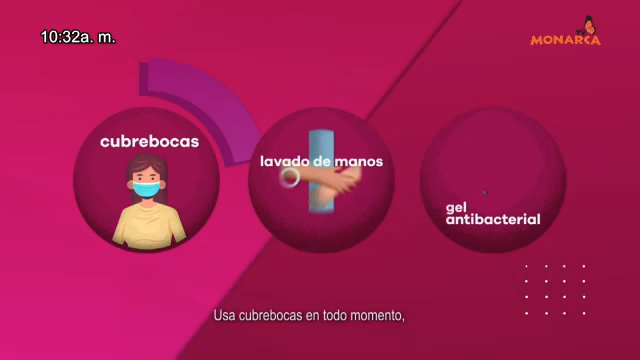 10:32a. m.
MONARCA
cubrebocas
lavado de manos
gel
antibacterial
Usa cubrebocas en todo momento,